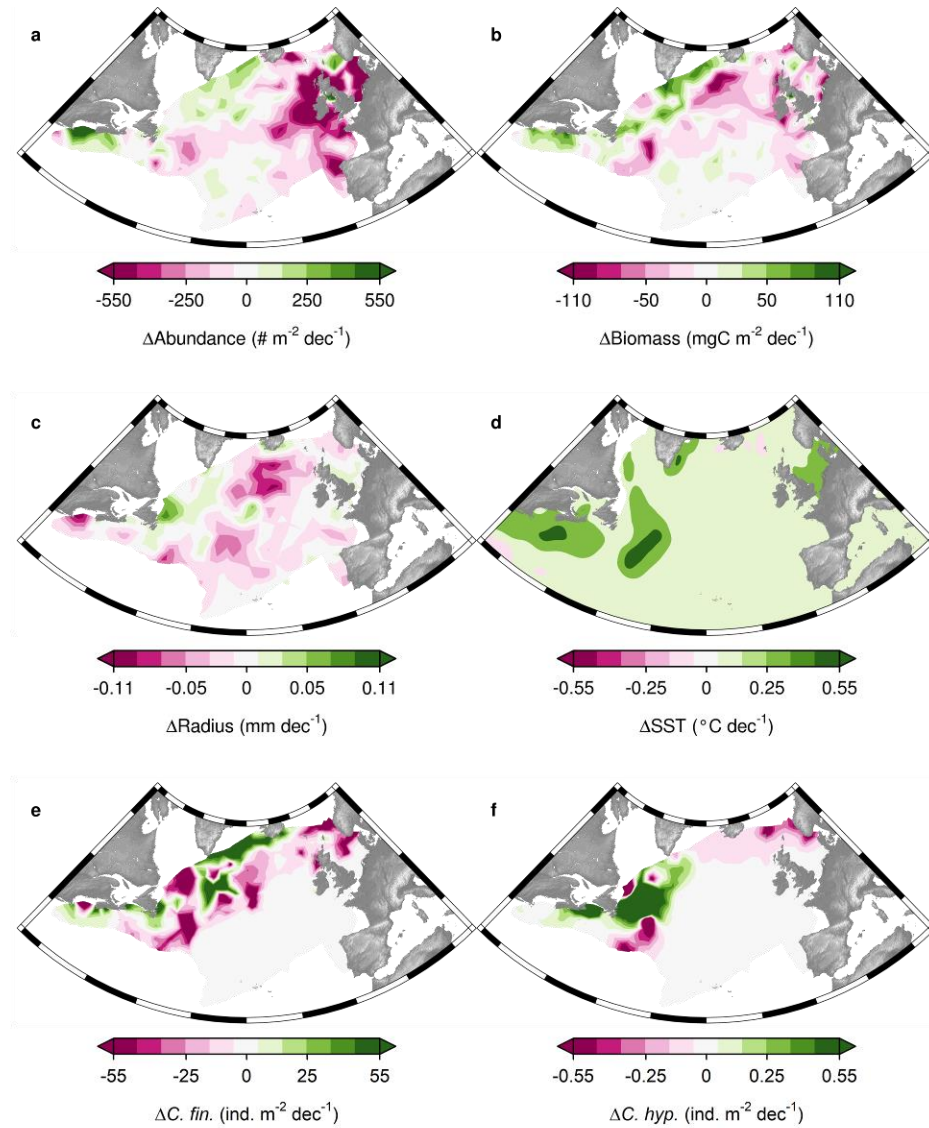 a
b
-550 -250 0 250 550
-110 -50 0 50 110
ΔAbundance (# m⁻² dec⁻¹)
ΔBiomass (mgC m⁻² dec⁻¹)
c
d
-0.11 -0.05 0 0.05 0.11
-0.55 -0.25 0 0.25 0.55
ΔRadius (mm dec⁻¹)
ΔSST (°C dec⁻¹)
e
f
-55 -25 0 25 55
-0.55 -0.25 0 0.25 0.55
ΔC. fin. (ind. m⁻² dec⁻¹)
ΔC. hyp. (ind. m⁻² dec⁻¹)